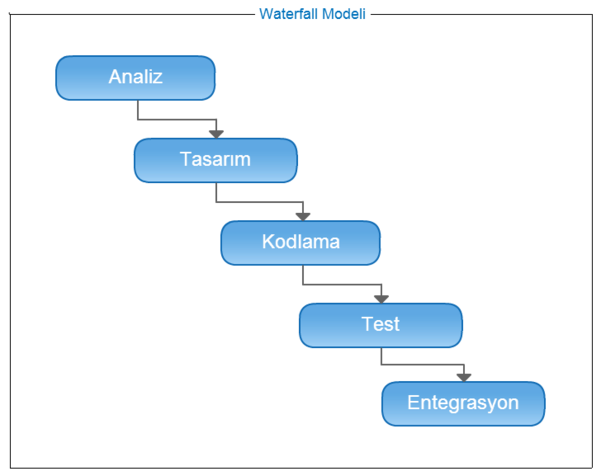 Waterfall Modeli
Analiz
Tasarım
Kodlama
Test
Entegrasyon